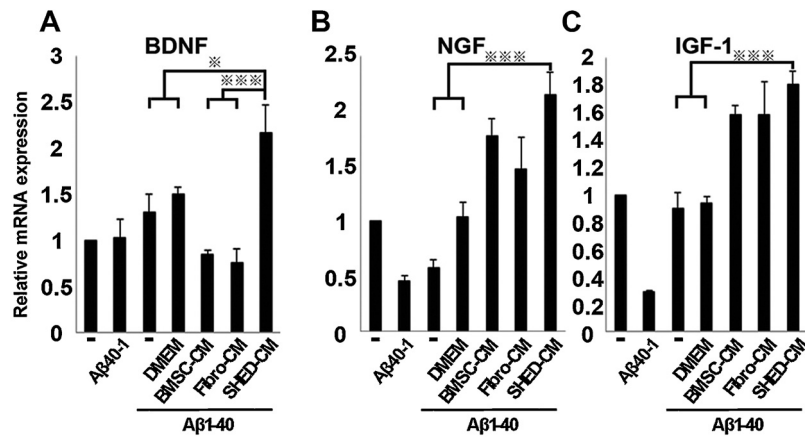 A
BDNF
Relative mRNA expression
3
2.5
2
1.5
1
0.5
0
※
※※※
-
Aβ40-1
-
DMEM
BMSC-CM
Fibro-CM
SHED-CM
Aβ1-40
B
NGF
2.5
2
1.5
1
0.5
0
※※※
-
Aβ40-1
-
DMEM
BMSC-CM
Fibro-CM
SHED-CM
Aβ1-40
C
IGF-1
2
1.8
1.6
1.4
1.2
1
0.8
0.6
0.4
0.2
0
※※※
-
Aβ40-1
-
DMEM
BMSC-CM
Fibro-CM
SHED-CM
Aβ1-40